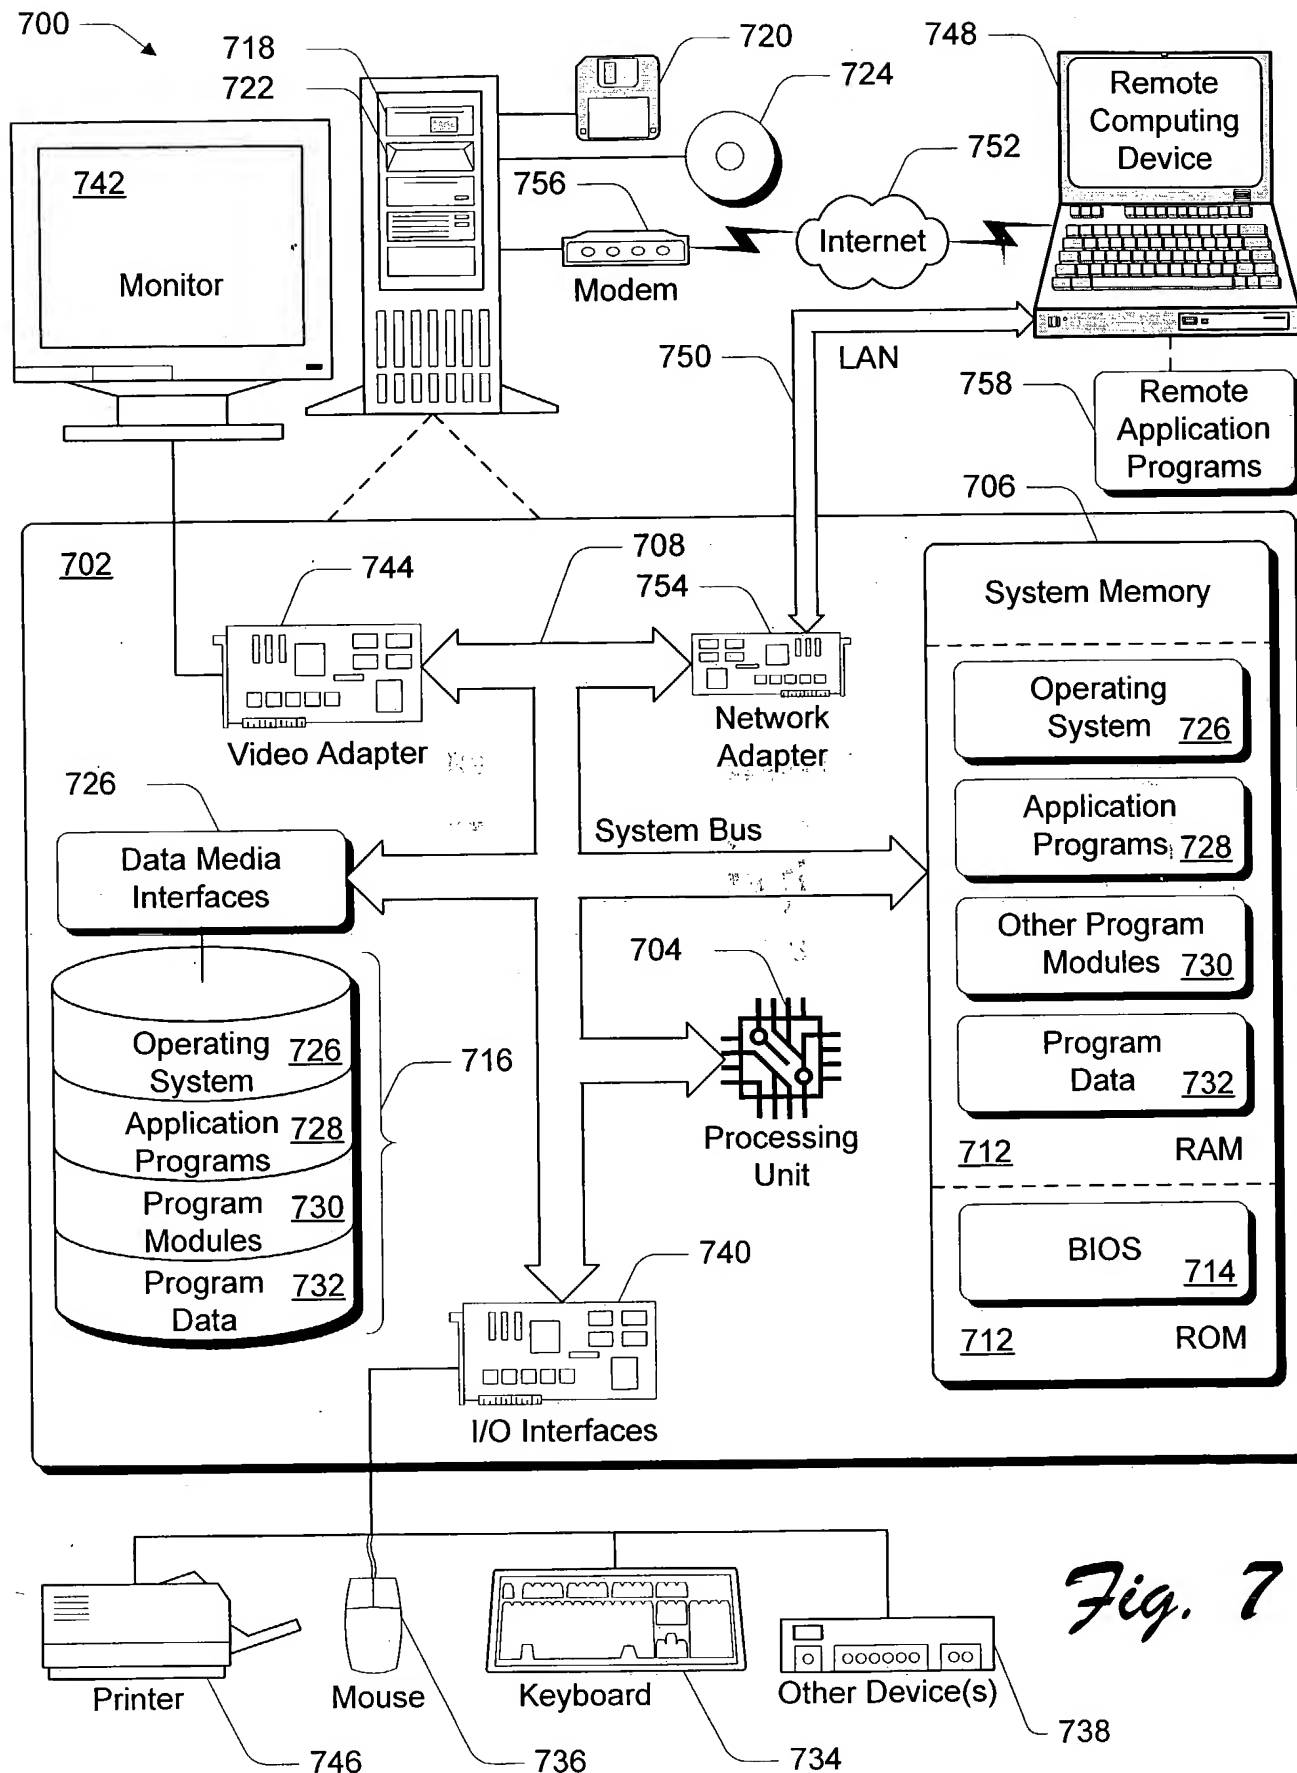 700
718
722
720
724
748
Remote
Computing
Device
742
Monitor
756
Modem
752
Internet
750
LAN
758
Remote
Application
Programs
706
702
744
708
754
Video Adapter
Network
Adapter
System Memory
Operating
System 726
Application
Programs 728
Other Program
Modules 730
Program
Data 732
712 RAM
BIOS
714
712 ROM
726
Data Media
Interfaces
System Bus
704
Processing
Unit
Operating
System 726
Application
Programs 728
Program
Modules 730
Program
Data 732
716
740
I/O Interfaces
Printer
Mouse
Keyboard
Other Device(s)
746
736
734
738
Fig. 7